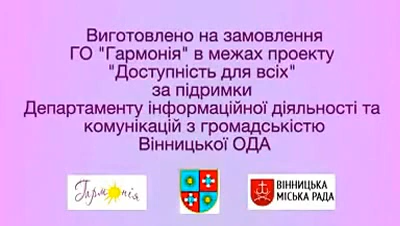 Виготовлено на замовлення
ГО "Гармонія" в межах проекту
"Доступність для всіх"
за підримки
Департаменту інформаційної діяльності та
комунікацій з громадськістю
Вінницької ОДА
Гармонія
ВІННИЦЬКА
МІСЬКА РАДА